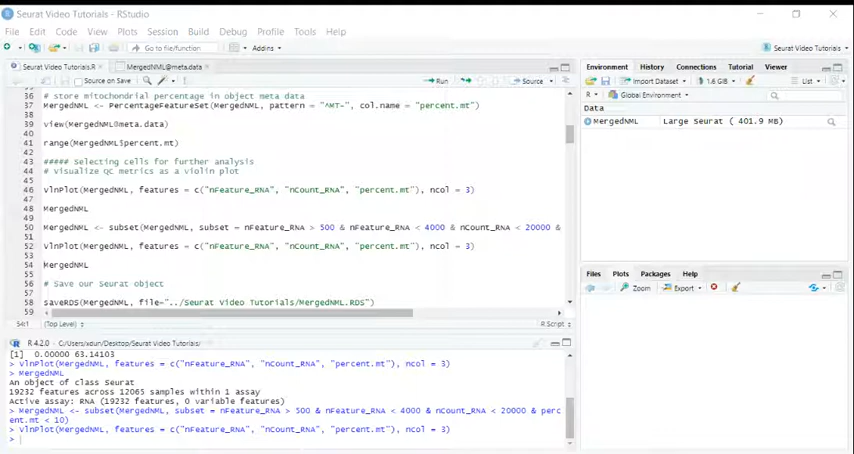 Seurat Video Tutorials - RStudio
File Edit Code View Plots Session Build Debug Profile Tools Help
Go to file/function
Addins
Seurat Video Tutorials
Seurat Video Tutorials.R
MergedNML@meta.data
Source on Save
Run
Source
36 # store mitochondrial percentage in object meta data
37 MergedNML <- PercentageFeatureSet(MergedNML, pattern = "^MT-", col.name = "percent.mt")
38
39 View(MergedNML@meta.data)
40
41 range(MergedNML$percent.mt)
42
43 ##### Selecting cells for further analysis
44 # Visualize QC metrics as a violin plot
45
46 VlnPlot(MergedNML, features = c("nFeature_RNA", "nCount_RNA", "percent.mt"), ncol = 3)
47
48 MergedNML
49
50 MergedNML <- subset(MergedNML, subset = nFeature_RNA > 500 & nFeature_RNA < 4000 & nCount_RNA < 20000 &
51
52 VlnPlot(MergedNML, features = c("nFeature_RNA", "nCount_RNA", "percent.mt"), ncol = 3)
53
54 MergedNML
55
56 # Save our Seurat object
57
58 saveRDS(MergedNML, file="../Seurat Video Tutorials/MergedNML.RDS")
59
54:1 (Top Level)
R Script
R 4.2.0 · C:/Users/xdun/Desktop/Seurat Video Tutorials/
[1] 0.00000 63.14103
> VlnPlot(MergedNML, features = c("nFeature_RNA", "nCount_RNA", "percent.mt"), ncol = 3)
> MergedNML
An object of class Seurat
19232 features across 12065 samples within 1 assay
Active assay: RNA (19232 features, 0 variable features)
> MergedNML <- subset(MergedNML, subset = nFeature_RNA > 500 & nFeature_RNA < 4000 & nCount_RNA < 20000 & perc
ent.mt < 10)
> VlnPlot(MergedNML, features = c("nFeature_RNA", "nCount_RNA", "percent.mt"), ncol = 3)
>
Environment History Connections Tutorial Viewer
Import Dataset 1.6 GiB List
R Global Environment
Data
MergedNML Large Seurat ( 401.9 MB)
Files Plots Packages Help
Zoom Export